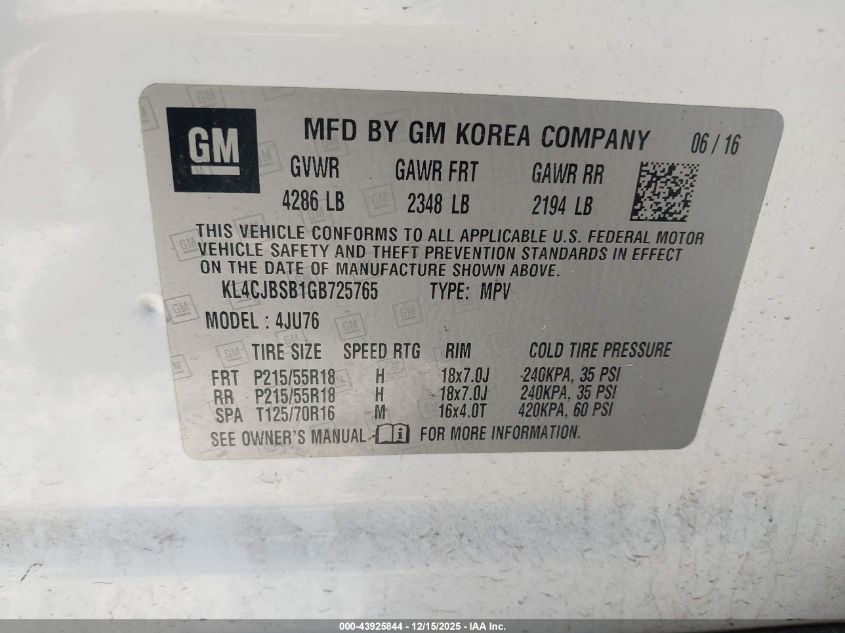 GM MFD BY GM KOREA COMPANY 06 / 16
GVWR GAWR FRT GAWR RR
4286 LB 2348 LB 2194 LB
THIS VEHICLE CONFORMS TO ALL APPLICABLE U.S. FEDERAL MOTOR
VEHICLE SAFETY AND THEFT PREVENTION STANDARDS IN EFFECT
ON THE DATE OF MANUFACTURE SHOWN ABOVE.
KL4CJBSB1GB725765 TYPE: MPV
MODEL : 4JU76
TIRE SIZE SPEED RTG RIM COLD TIRE PRESSURE
FRT P215/55R18 H 18x7.0J 240KPA, 35 PSI
RR P215/55R18 H 18x7.0J 240KPA, 35 PSI
SPA T125/70R16 M 16x4.0T 420KPA, 60 PSI
SEE OWNER'S MANUAL FOR MORE INFORMATION.
000-43925844 - 12/15/2025 - IAA Inc.